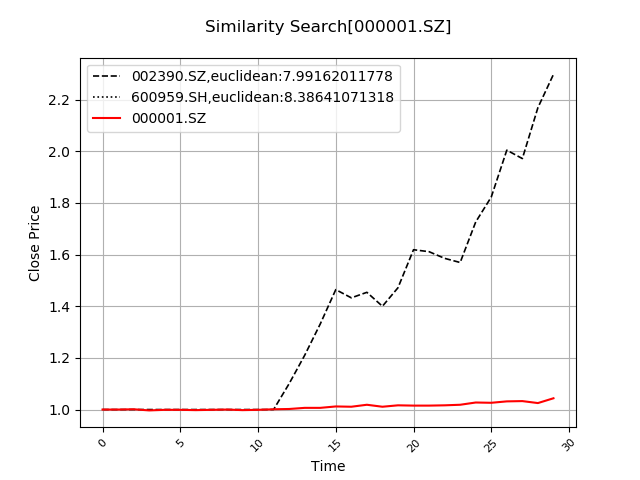 Similarity Search[000001.SZ]
002390.SZ,euclidean:7.99162011778
600959.SH,euclidean:8.38641071318
000001.SZ
2.2
2.0
1.8
1.6
1.4
1.2
1.0
Close Price
0
5
10
15
20
25
30
Time